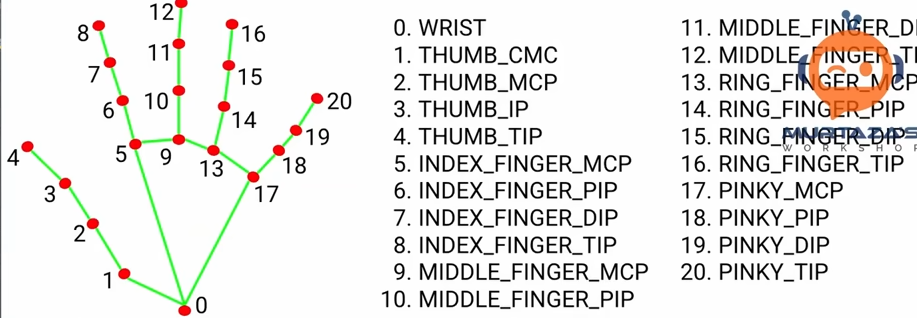 12
8
16
11
7
15
10
20
6
14
19
5
9
13
18
4
17
3
2
1
0
0. WRIST
1. THUMB_CMC
2. THUMB_MCP
3. THUMB_IP
4. THUMB_TIP
5. INDEX_FINGER_MCP
6. INDEX_FINGER_PIP
7. INDEX_FINGER_DIP
8. INDEX_FINGER_TIP
9. MIDDLE_FINGER_MCP
10. MIDDLE_FINGER_PIP
11. MIDDLE_FINGER_D
12. MIDDLE_FINGER_T
13. RING_FINGER_MCP
14. RING_FINGER_PIP
15. RING_FINGER_DIP
16. RING_FINGER_TIP
17. PINKY_MCP
18. PINKY_PIP
19. PINKY_DIP
20. PINKY_TIP
MURTAZAS
WORKSHOP